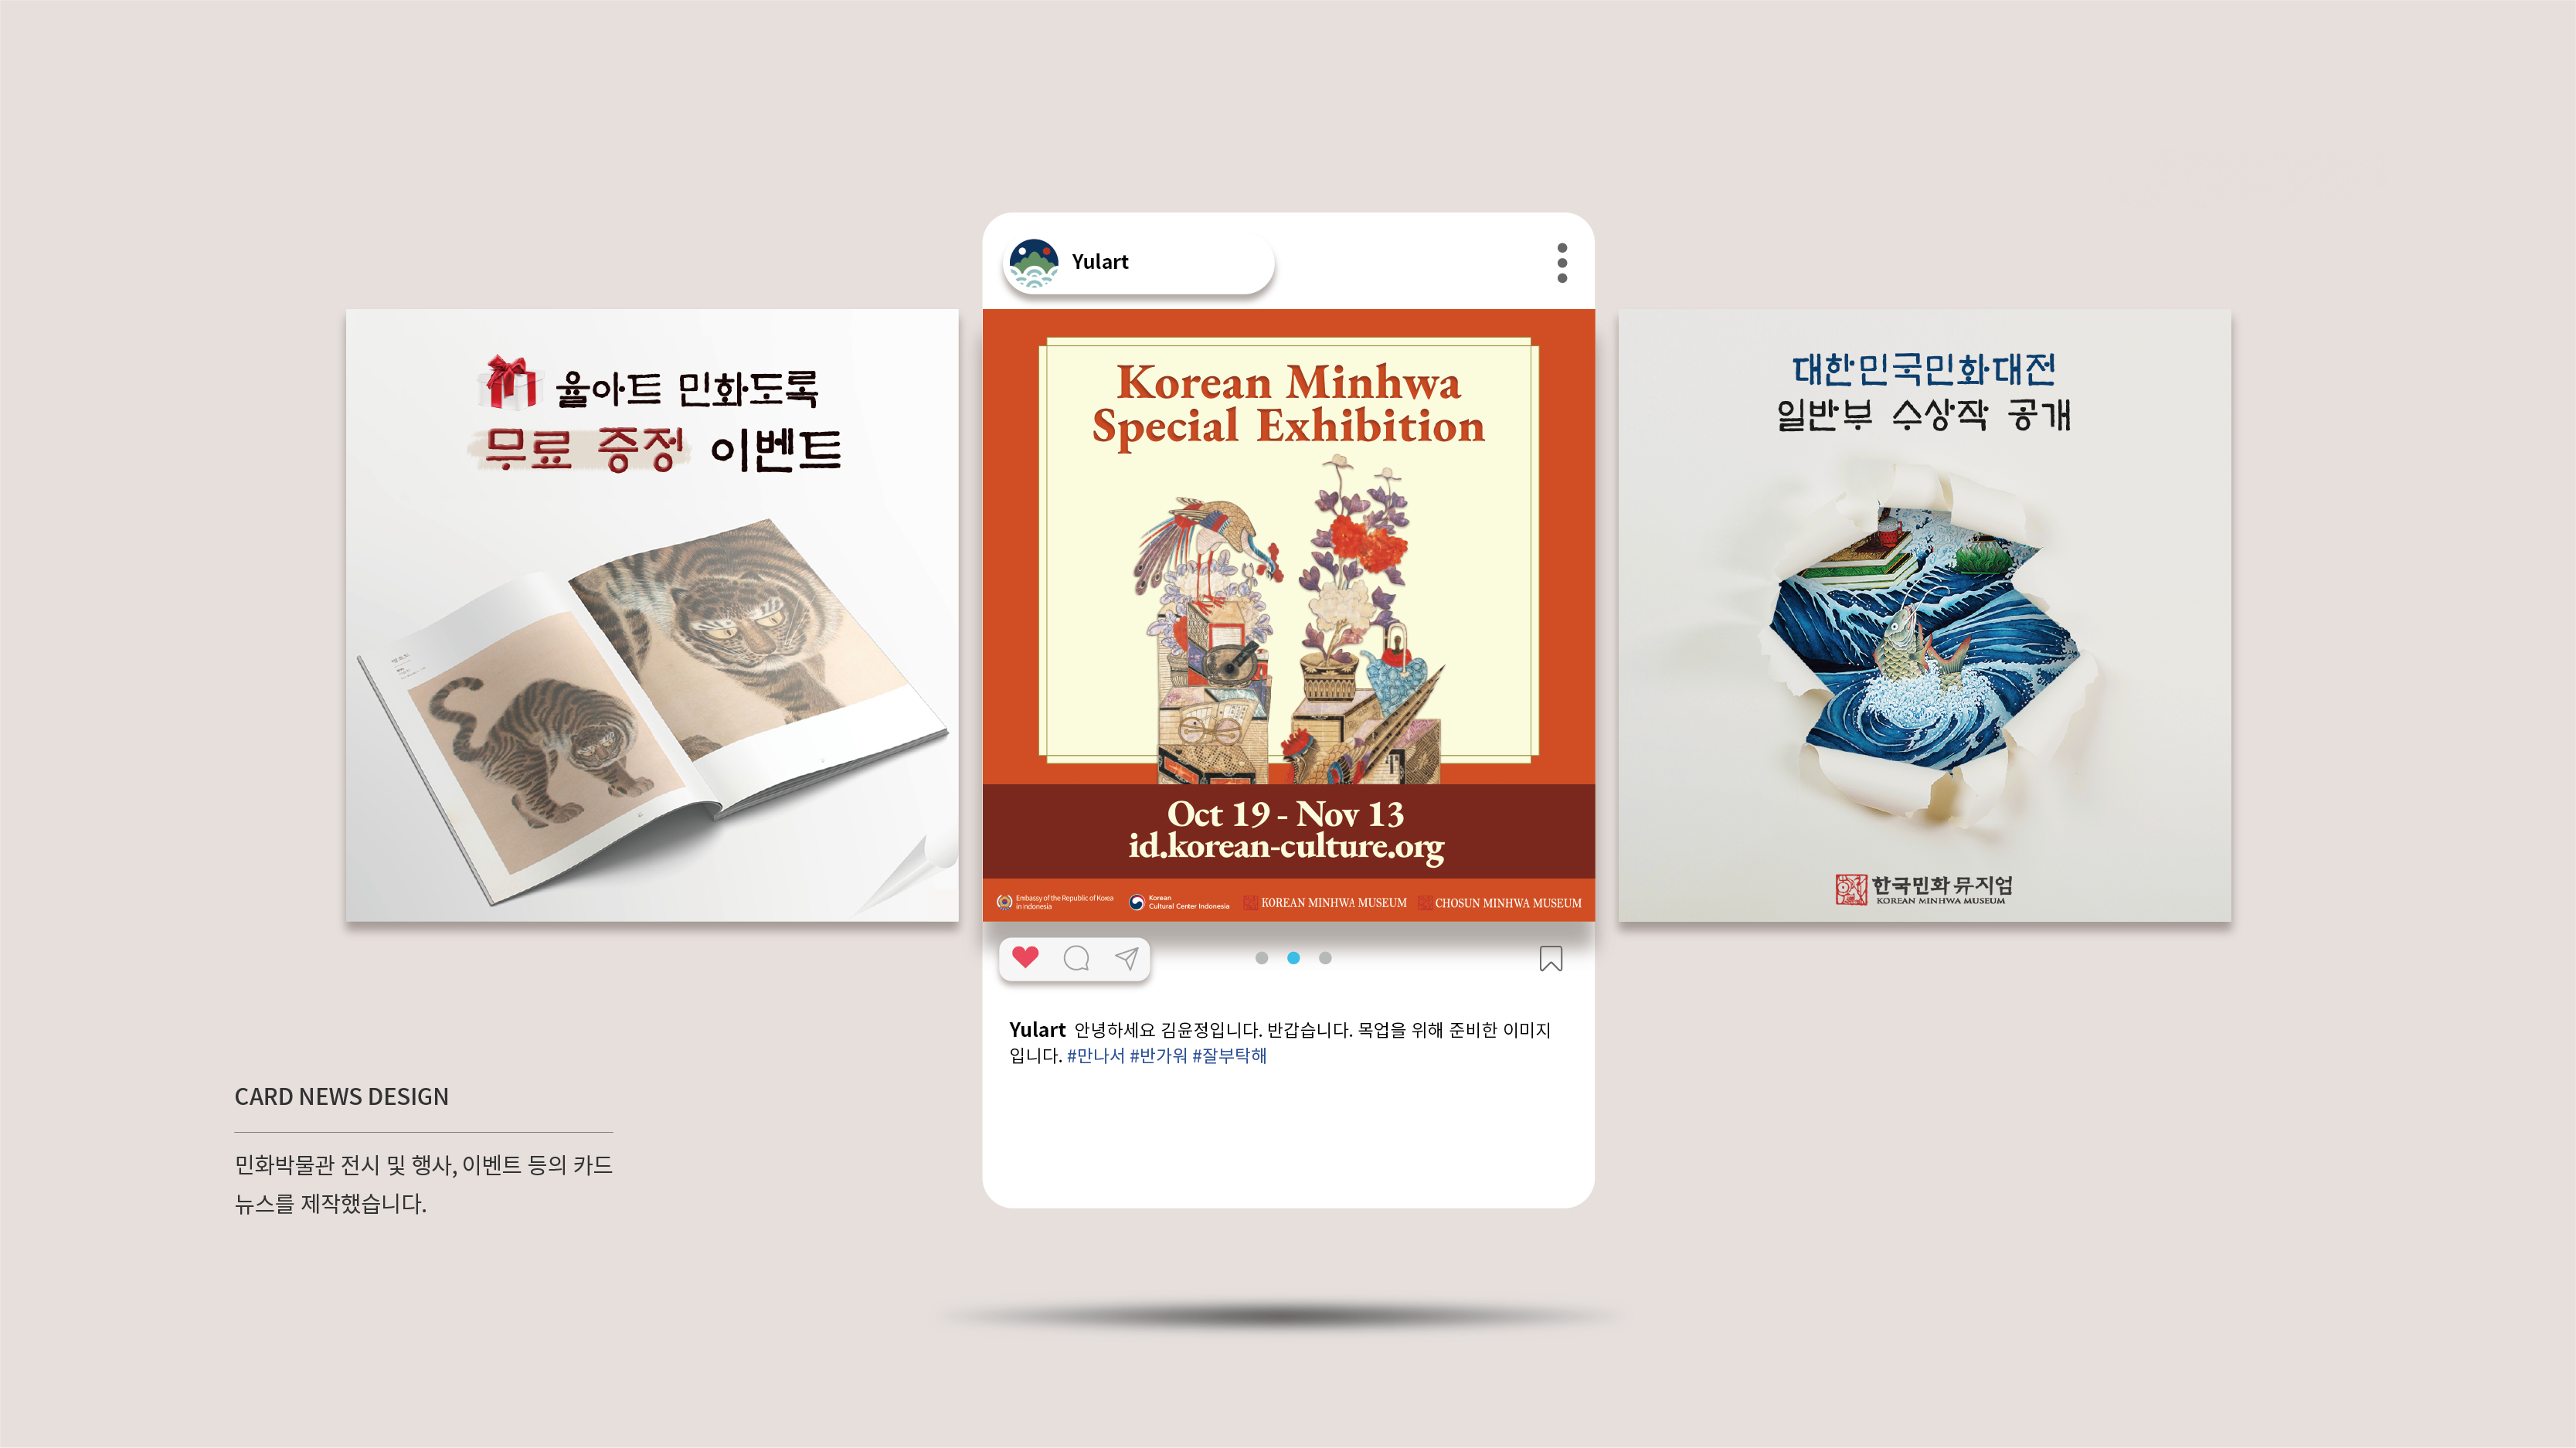 율아트 민화도록
무료 증정 이벤트
Yulart
Korean Minhwa
Special Exhibition
Oct 19 - Nov 13
id.korean-culture.org
Embassy of the Republic of Korea
in indonesia
Korean
Cultural Center Indonesia
KOREAN MINHWA MUSEUM
CHOSUN MINHWA MUSEUM
Yulart 안녕하세요 김윤정입니다. 반갑습니다. 목업을 위해 준비한 이미지
입니다. #만나서 #반가워 #잘부탁해
대한민국민화대전
일반부 수상작 공개
한국민화뮤지엄
KOREAN MINHWA MUSEUM
CARD NEWS DESIGN
민화박물관 전시 및 행사, 이벤트 등의 카드
뉴스를 제작했습니다.